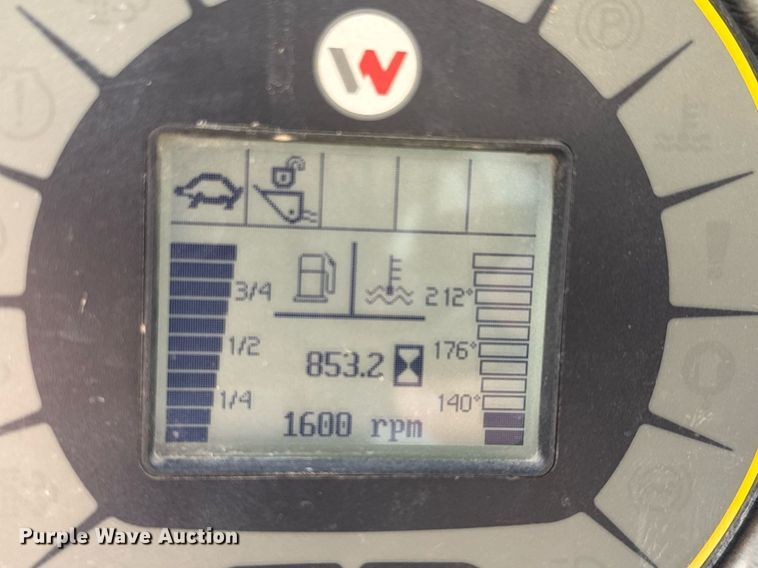 P
3/4
212°
853.2
1/2
176°
1/4
140°
1600 rpm
Purple Wave Auction